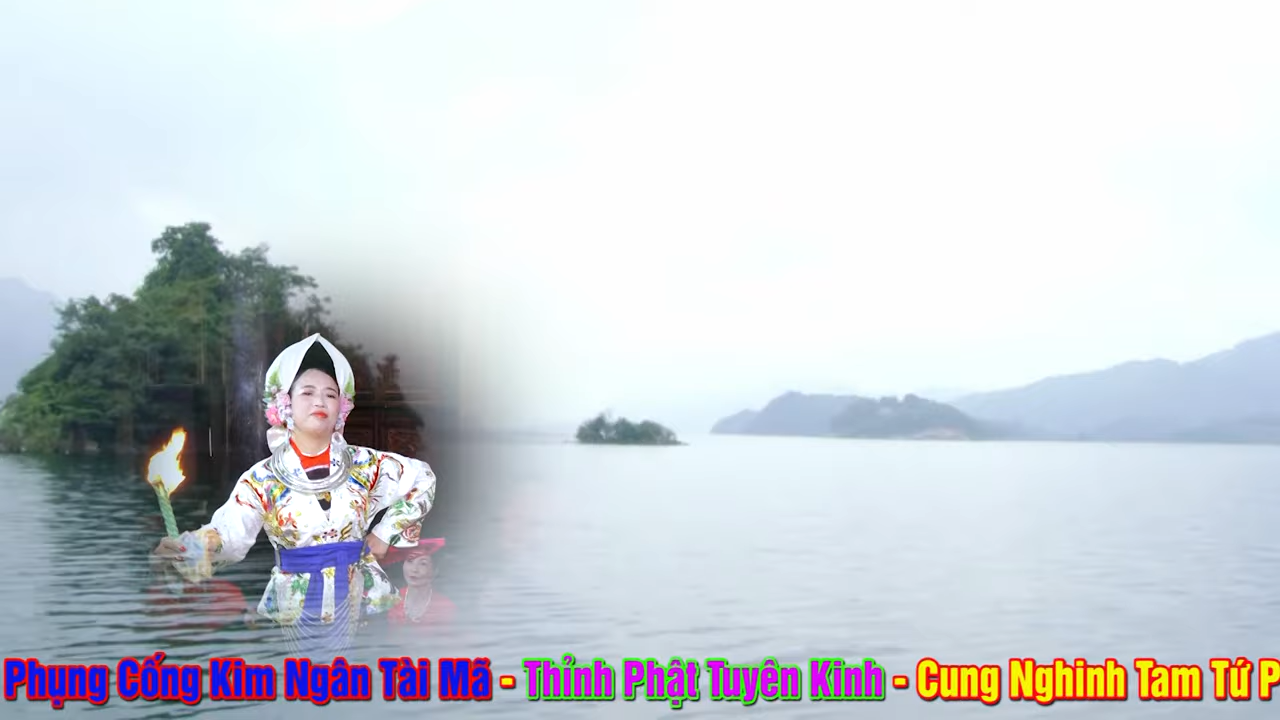 Phụng Cống Kim Ngân Tài Mã - Thỉnh Phật Tuyên Kinh - Cung Nghinh Tam Tứ P